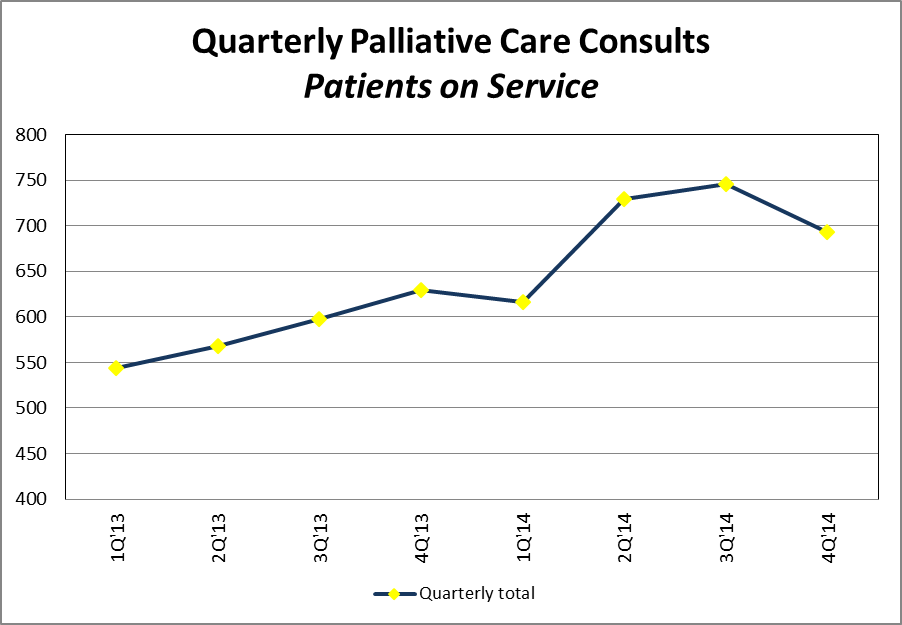 Quarterly Palliative Care Consults
Patients on Service
800
750
700
650
600
550
500
450
400
1Q'13
2Q'13
3Q'13
4Q'13
1Q'14
2Q'14
3Q'14
4Q'14
Quarterly total